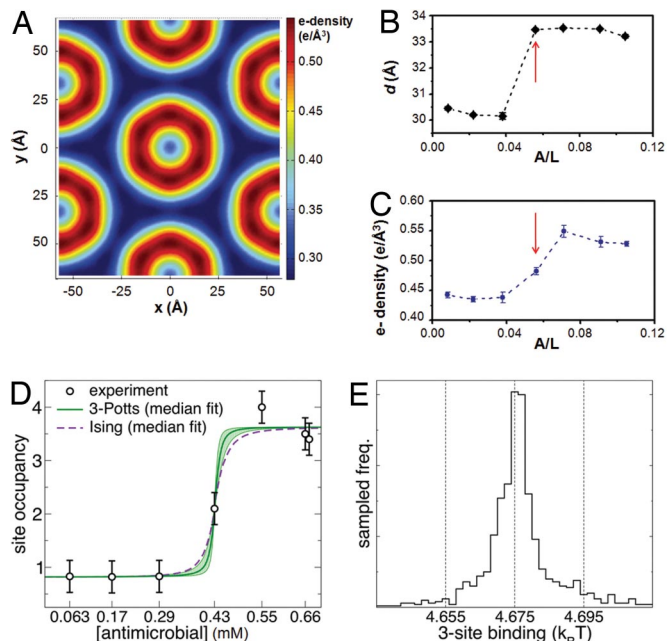 A
e-density
(e/Å³)
60
30
0
30
60
y (Å)
-50
-25
0
25
50
x (Å)
0.50
0.45
0.40
0.35
0.30
B
34
33
32
31
30
d (Å)
0.00
0.04
0.08
0.12
A/L
C
0.60
0.55
0.50
0.45
0.40
e- density (e/Å³)
0.00
0.04
0.08
0.12
A/L
D
experiment
3-Potts (median fit)
Ising (median fit)
4
3
2
1
site occupancy
0.063
0.17
0.29
0.43
0.55
0.66
[antimicrobial] (mM)
E
sampled freq.
4.655
4.675
4.695
3-site binding (kBT)